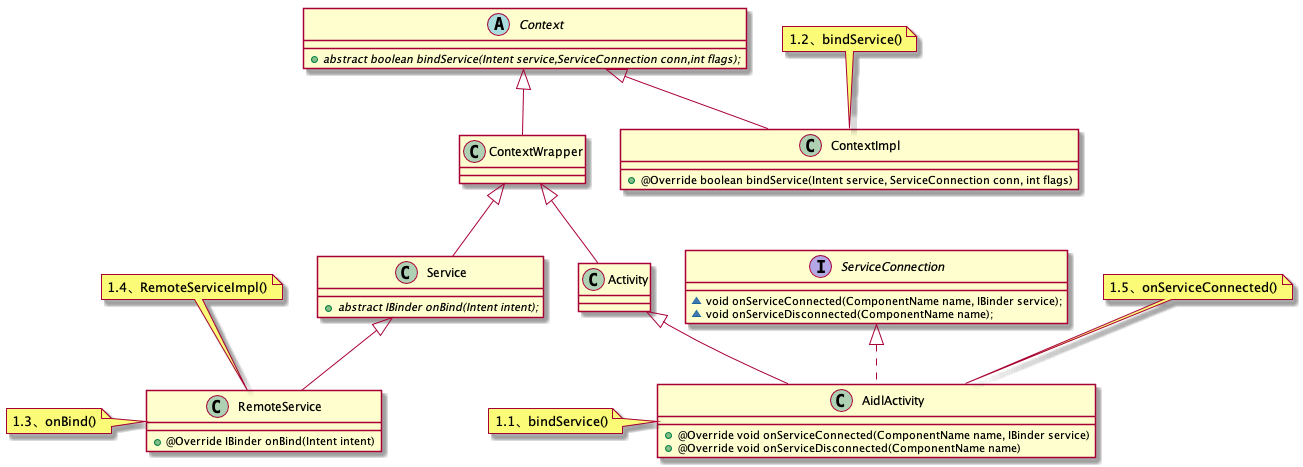 A Context
abstract boolean bindService(Intent service,ServiceConnection conn,int flags);
1.2、bindService()
C ContextWrapper
C ContextImpl
@Override boolean bindService(Intent service, ServiceConnection conn, int flags)
C Service
abstract IBinder onBind(Intent intent);
C Activity
I ServiceConnection
void onServiceConnected(ComponentName name, IBinder service);
void onServiceDisconnected(ComponentName name);
1.4、RemoteServiceImpl()
1.5、onServiceConnected()
C RemoteService
@Override IBinder onBind(Intent intent)
1.3、onBind()
1.1、bindService()
C AidlActivity
@Override void onServiceConnected(ComponentName name, IBinder service)
@Override void onServiceDisconnected(ComponentName name)